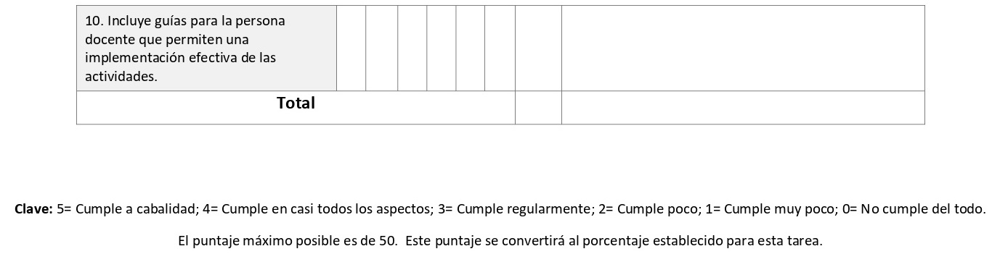 10. Incluye guías para la persona
docente que permiten una
implementación efectiva de las
actividades.
Total
Clave: 5= Cumple a cabalidad; 4= Cumple en casi todos los aspectos; 3= Cumple regularmente; 2= Cumple poco; 1= Cumple muy poco; 0= No cumple del todo.
El puntaje máximo posible es de 50. Este puntaje se convertirá al porcentaje establecido para esta tarea.